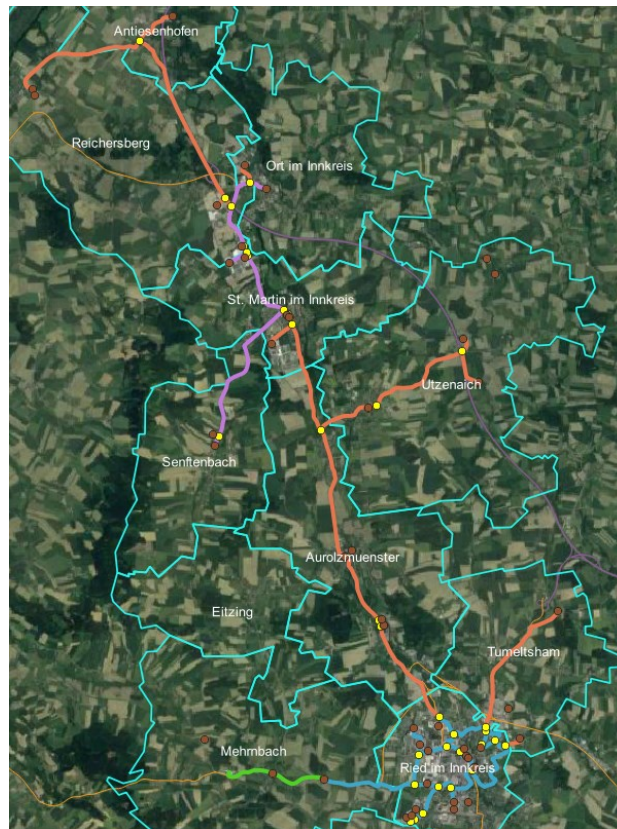 Antiesenhofen
Reichersberg
Ort im Innkreis
St. Martin im Innkreis
Utzenaich
Senftenbach
Aurolzmuenster
Eitzing
Tumeltsham
Mehrnbach
Ried im Innkreis